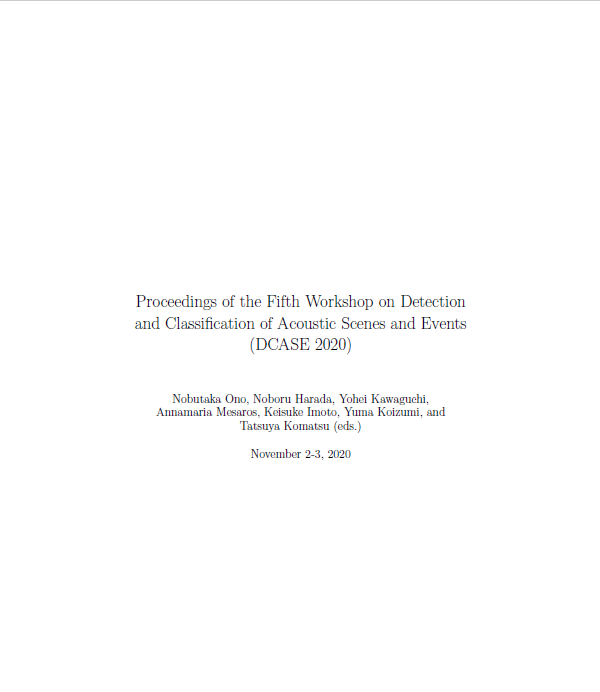 Proceedings of the Fifth Workshop on Detection
and Classification of Acoustic Scenes and Events
(DCASE 2020)
Nobutaka Ono, Noboru Harada, Yohei Kawaguchi,
Annamaria Mesaros, Keisuke Imoto, Yuma Koizumi, and
Tatsuya Komatsu (eds.)
November 2-3, 2020